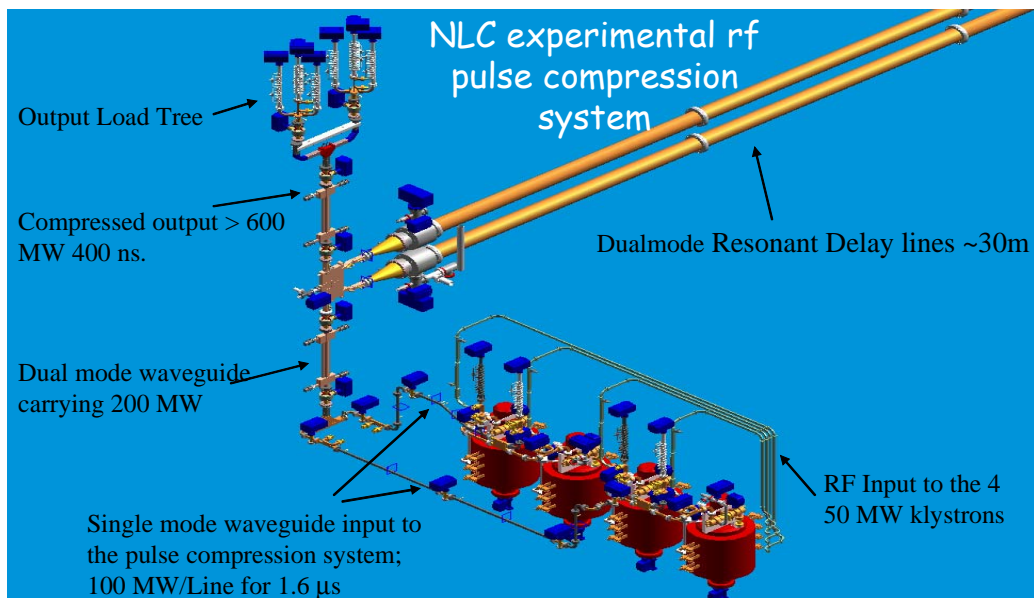 NLC experimental rf
pulse compression
system
Output Load Tree
Compressed output > 600
MW 400 ns.
Dualmode Resonant Delay lines ~30m
Dual mode waveguide
carrying 200 MW
RF Input to the 4
50 MW klystrons
Single mode waveguide input to
the pulse compression system;
100 MW/Line for 1.6 μs